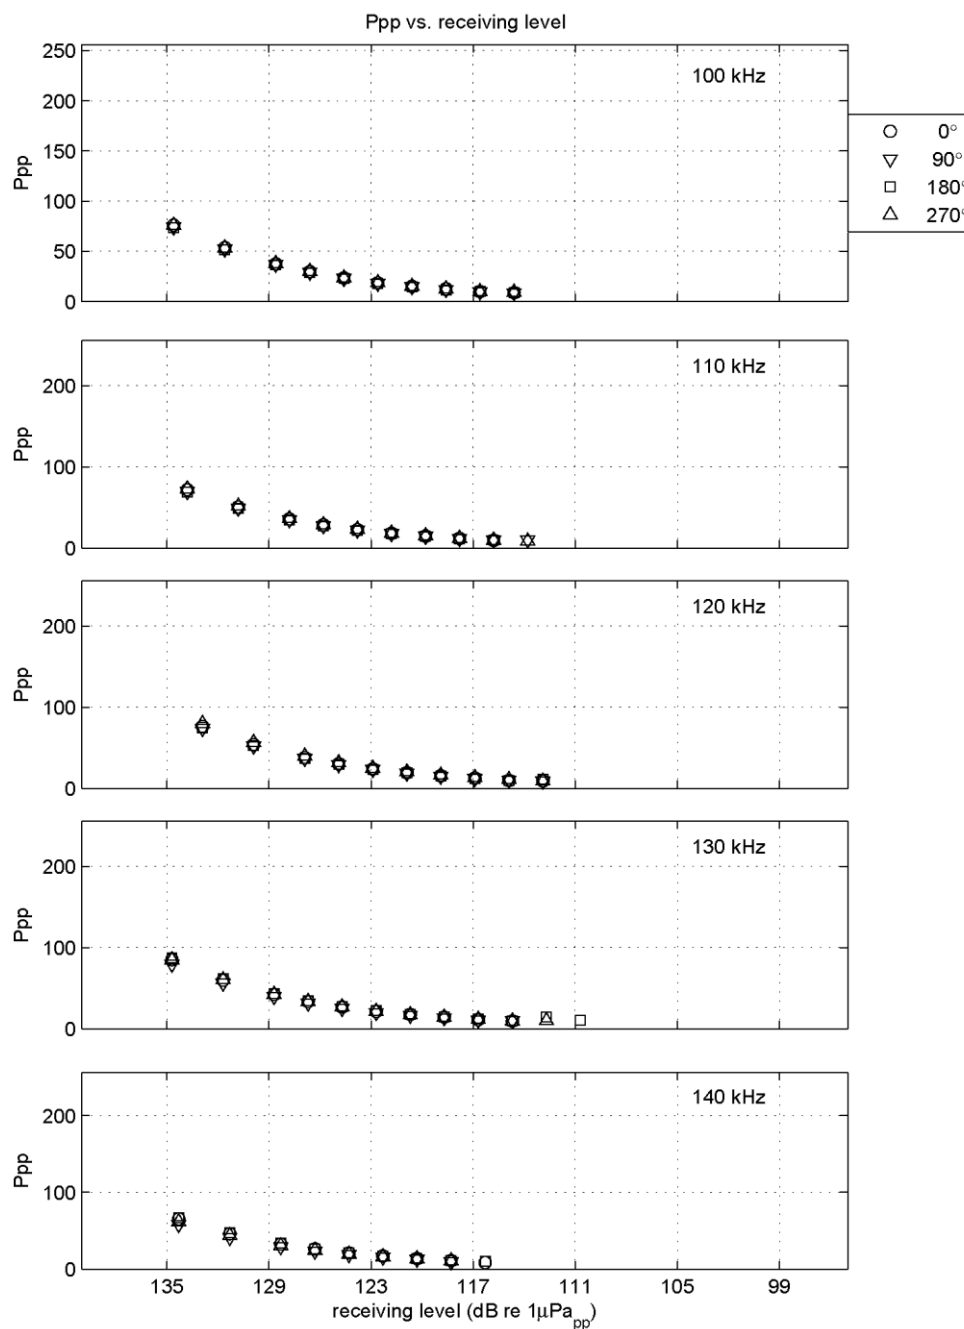 Ppp vs. receiving level
250
200
150
100
50
0
Ppp
100 kHz
0°
90°
180°
270°
200
100
0
Ppp
110 kHz
200
100
0
Ppp
120 kHz
200
100
0
Ppp
130 kHz
200
100
0
Ppp
140 kHz
135 129 123 117 111 105 99
receiving level (dB re 1μPa_pp)